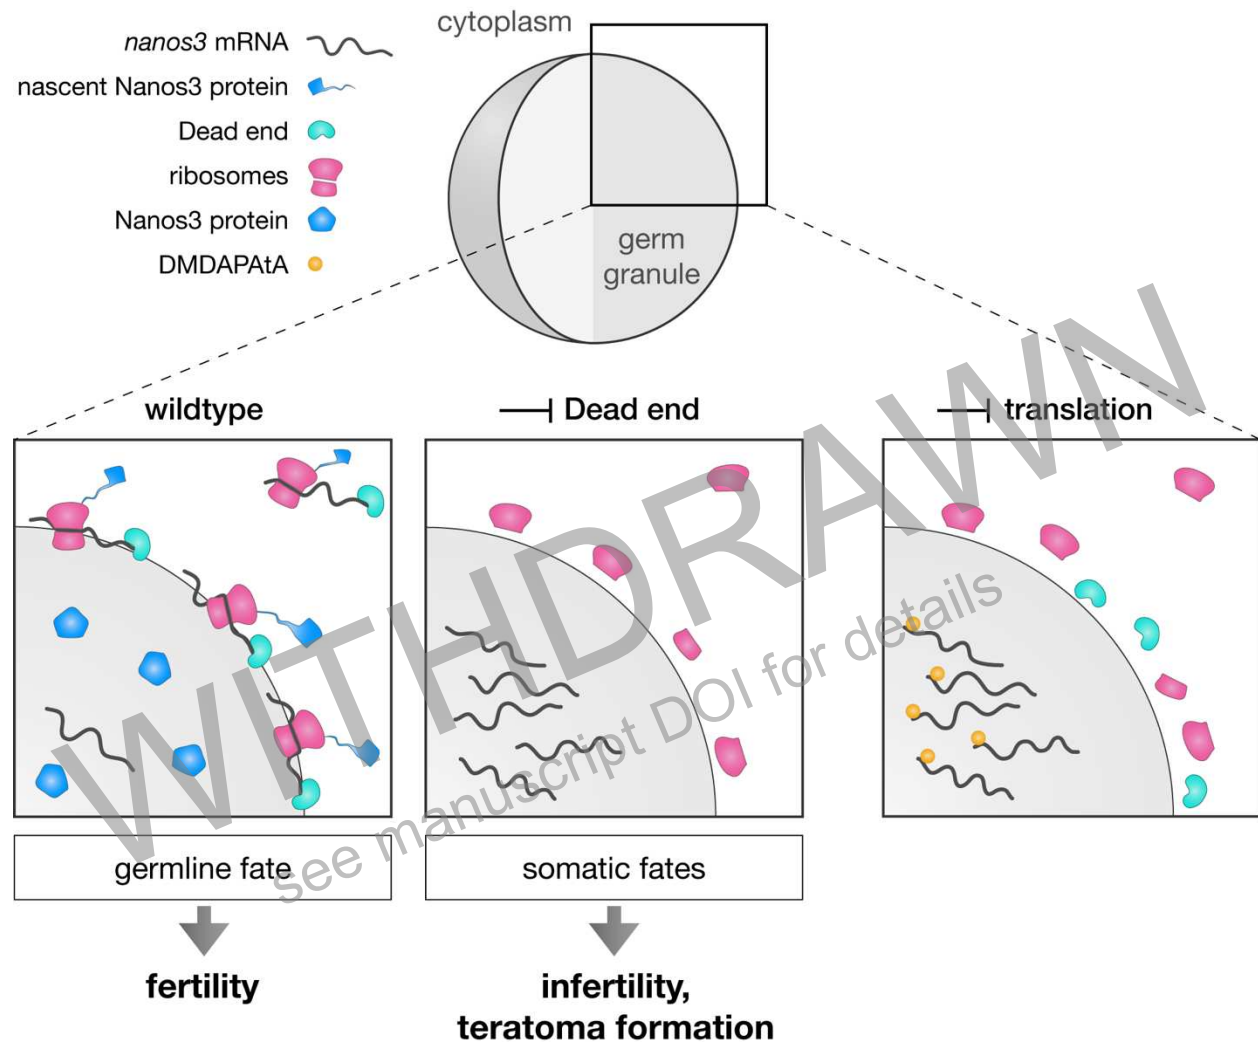 cytoplasm
nanos3 mRNA
nascent Nanos3 protein
Dead end
ribosomes
Nanos3 protein
DMDAPAtA
germ
granule
wildtype
Dead end
translation
WITHDRAWN
see manuscript DOI for details
germline fate
somatic fates
fertility
infertility,
teratoma formation